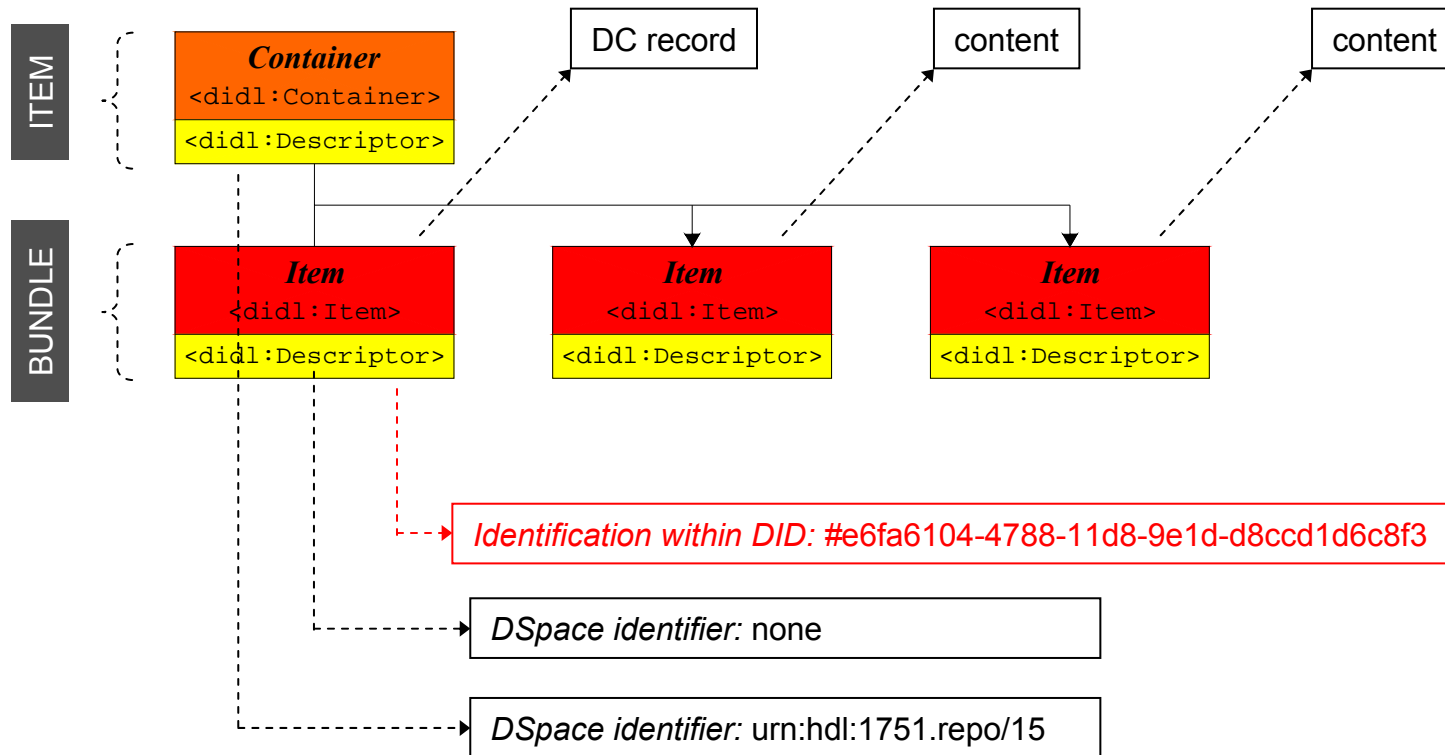 ITEM
Container
<didl:Container>
<didl:Descriptor>
DC record
content
content
BUNDLE
Item
<didl:Item>
<didl:Descriptor>
Item
<didl:Item>
<didl:Descriptor>
Item
<didl:Item>
<didl:Descriptor>
Identification within DID: #e6fa6104-4788-11d8-9e1d-d8ccd1d6c8f3
DSpace identifier: none
DSpace identifier: urn:hdl:1751.repo/15